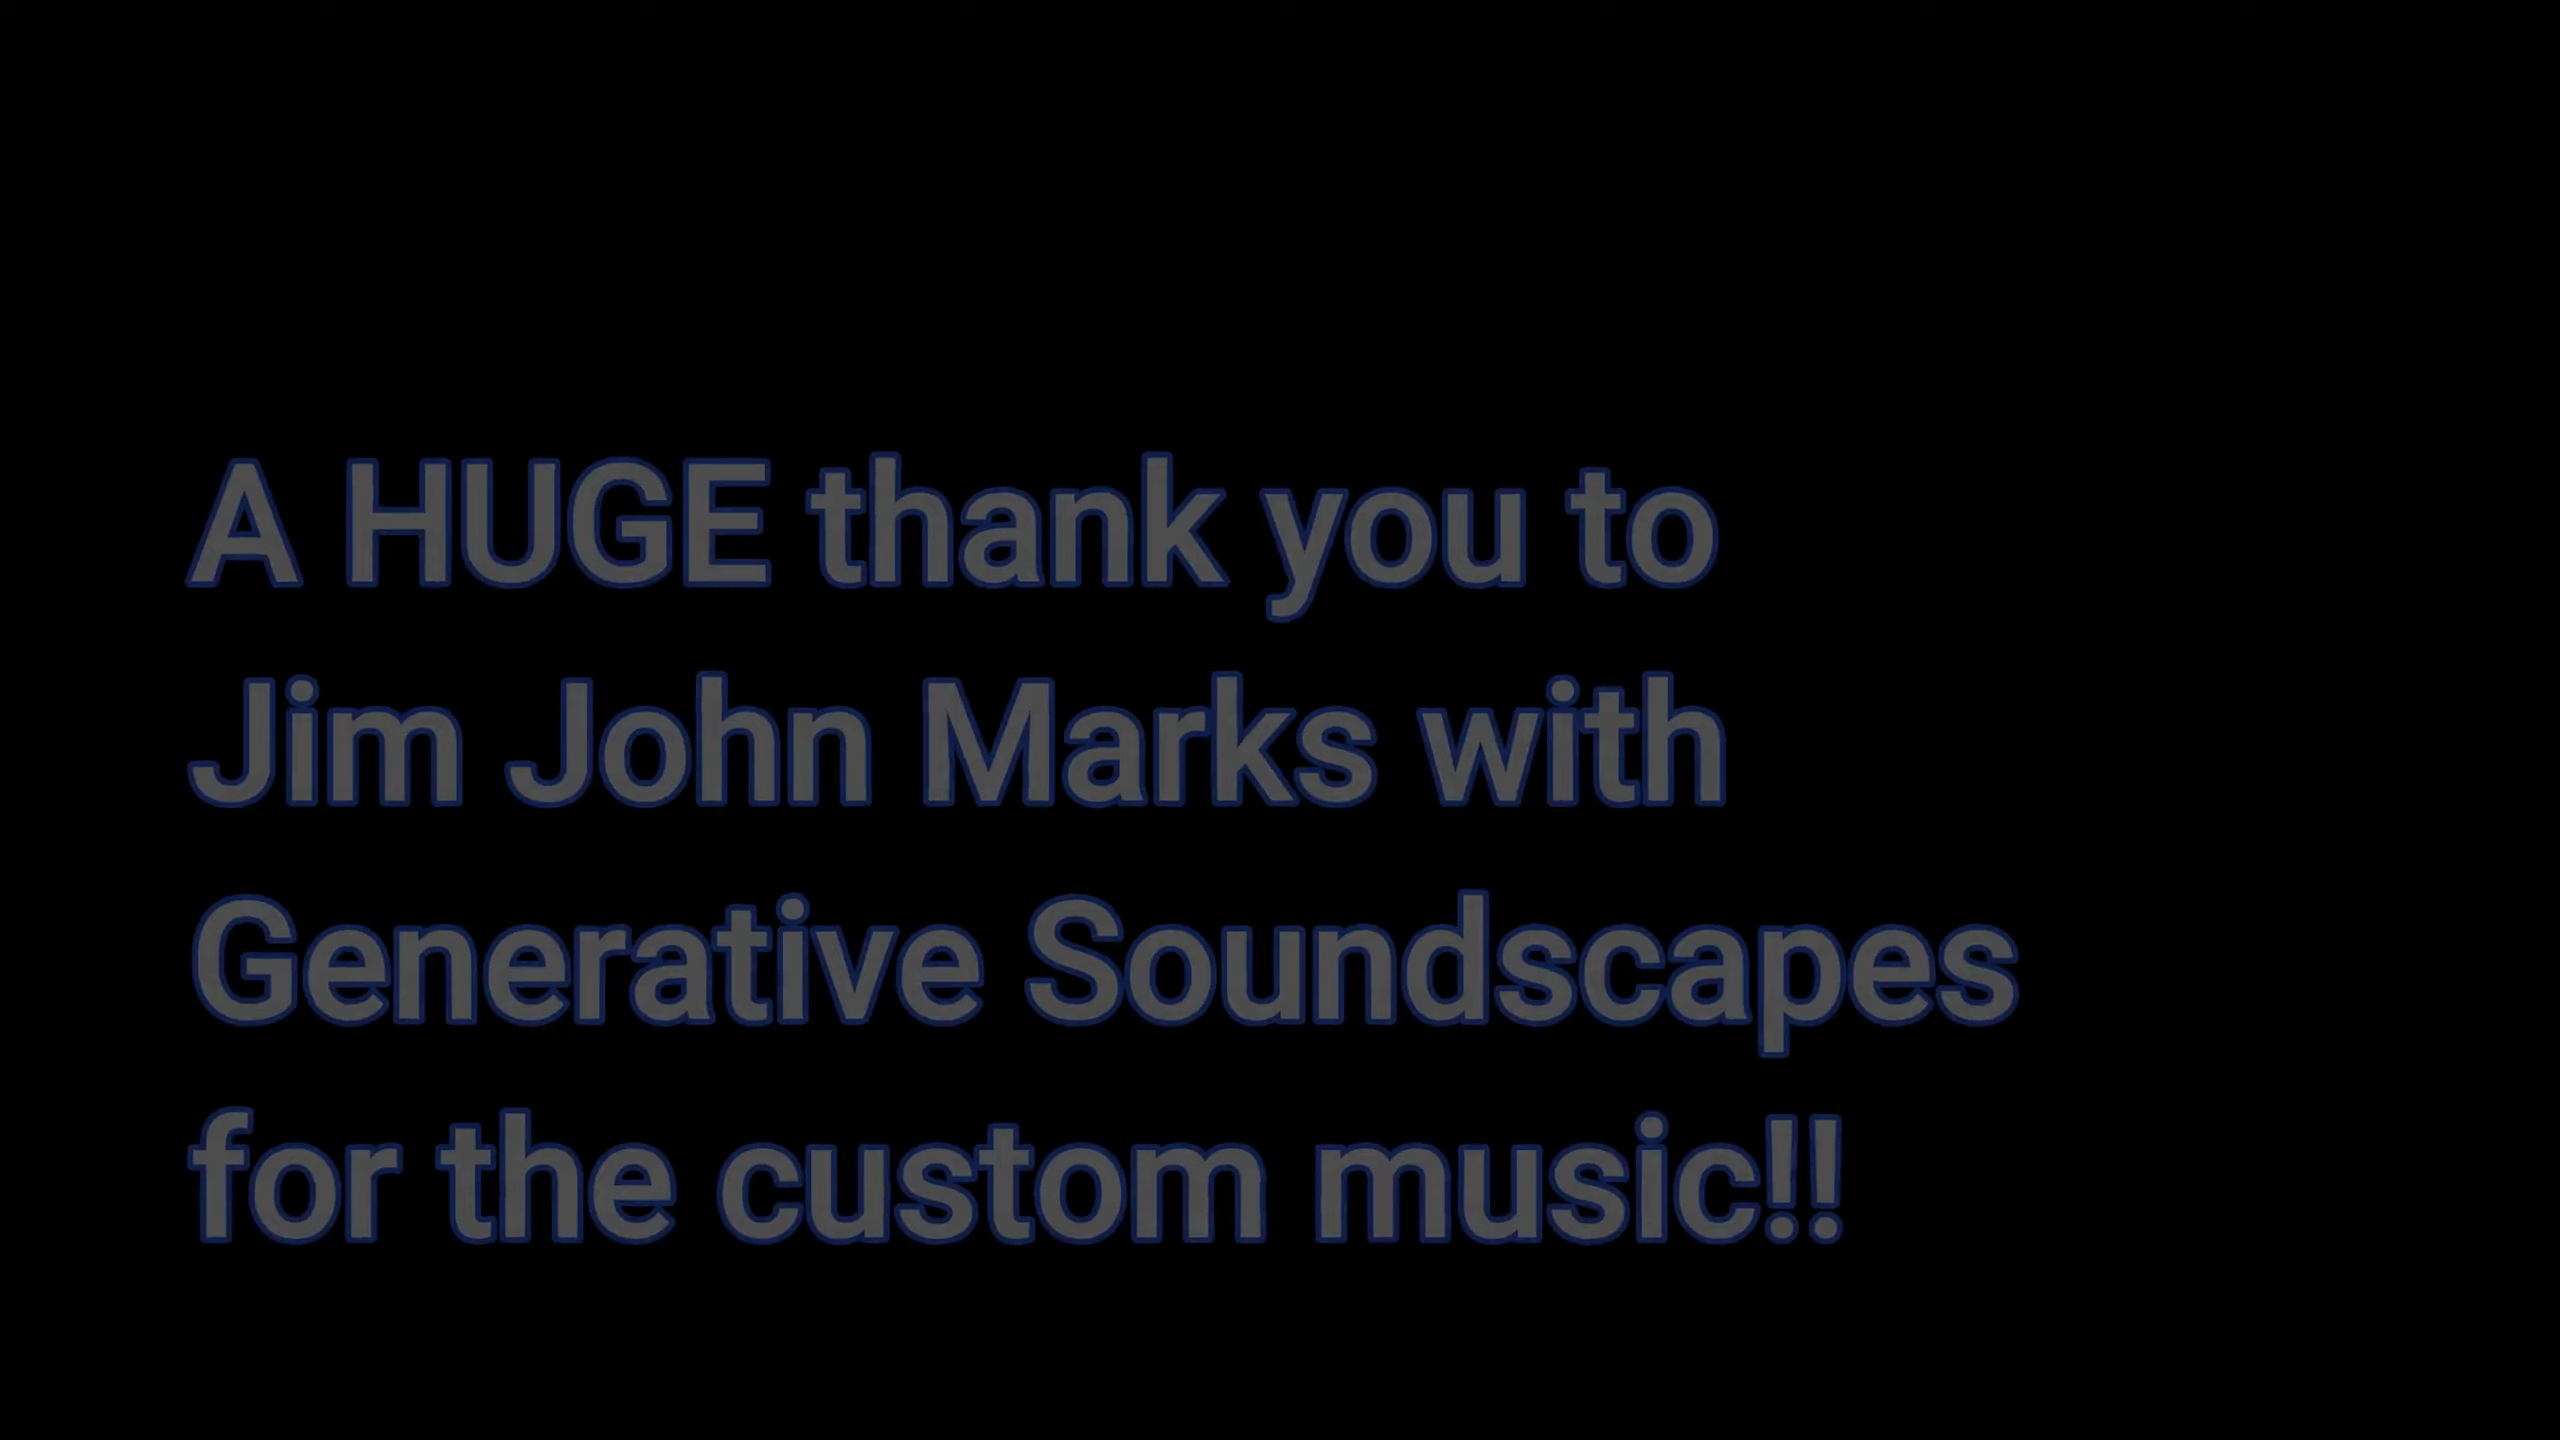 A HUGE thank you to
Jim John Marks with
Generative Soundscapes
for the custom music!!